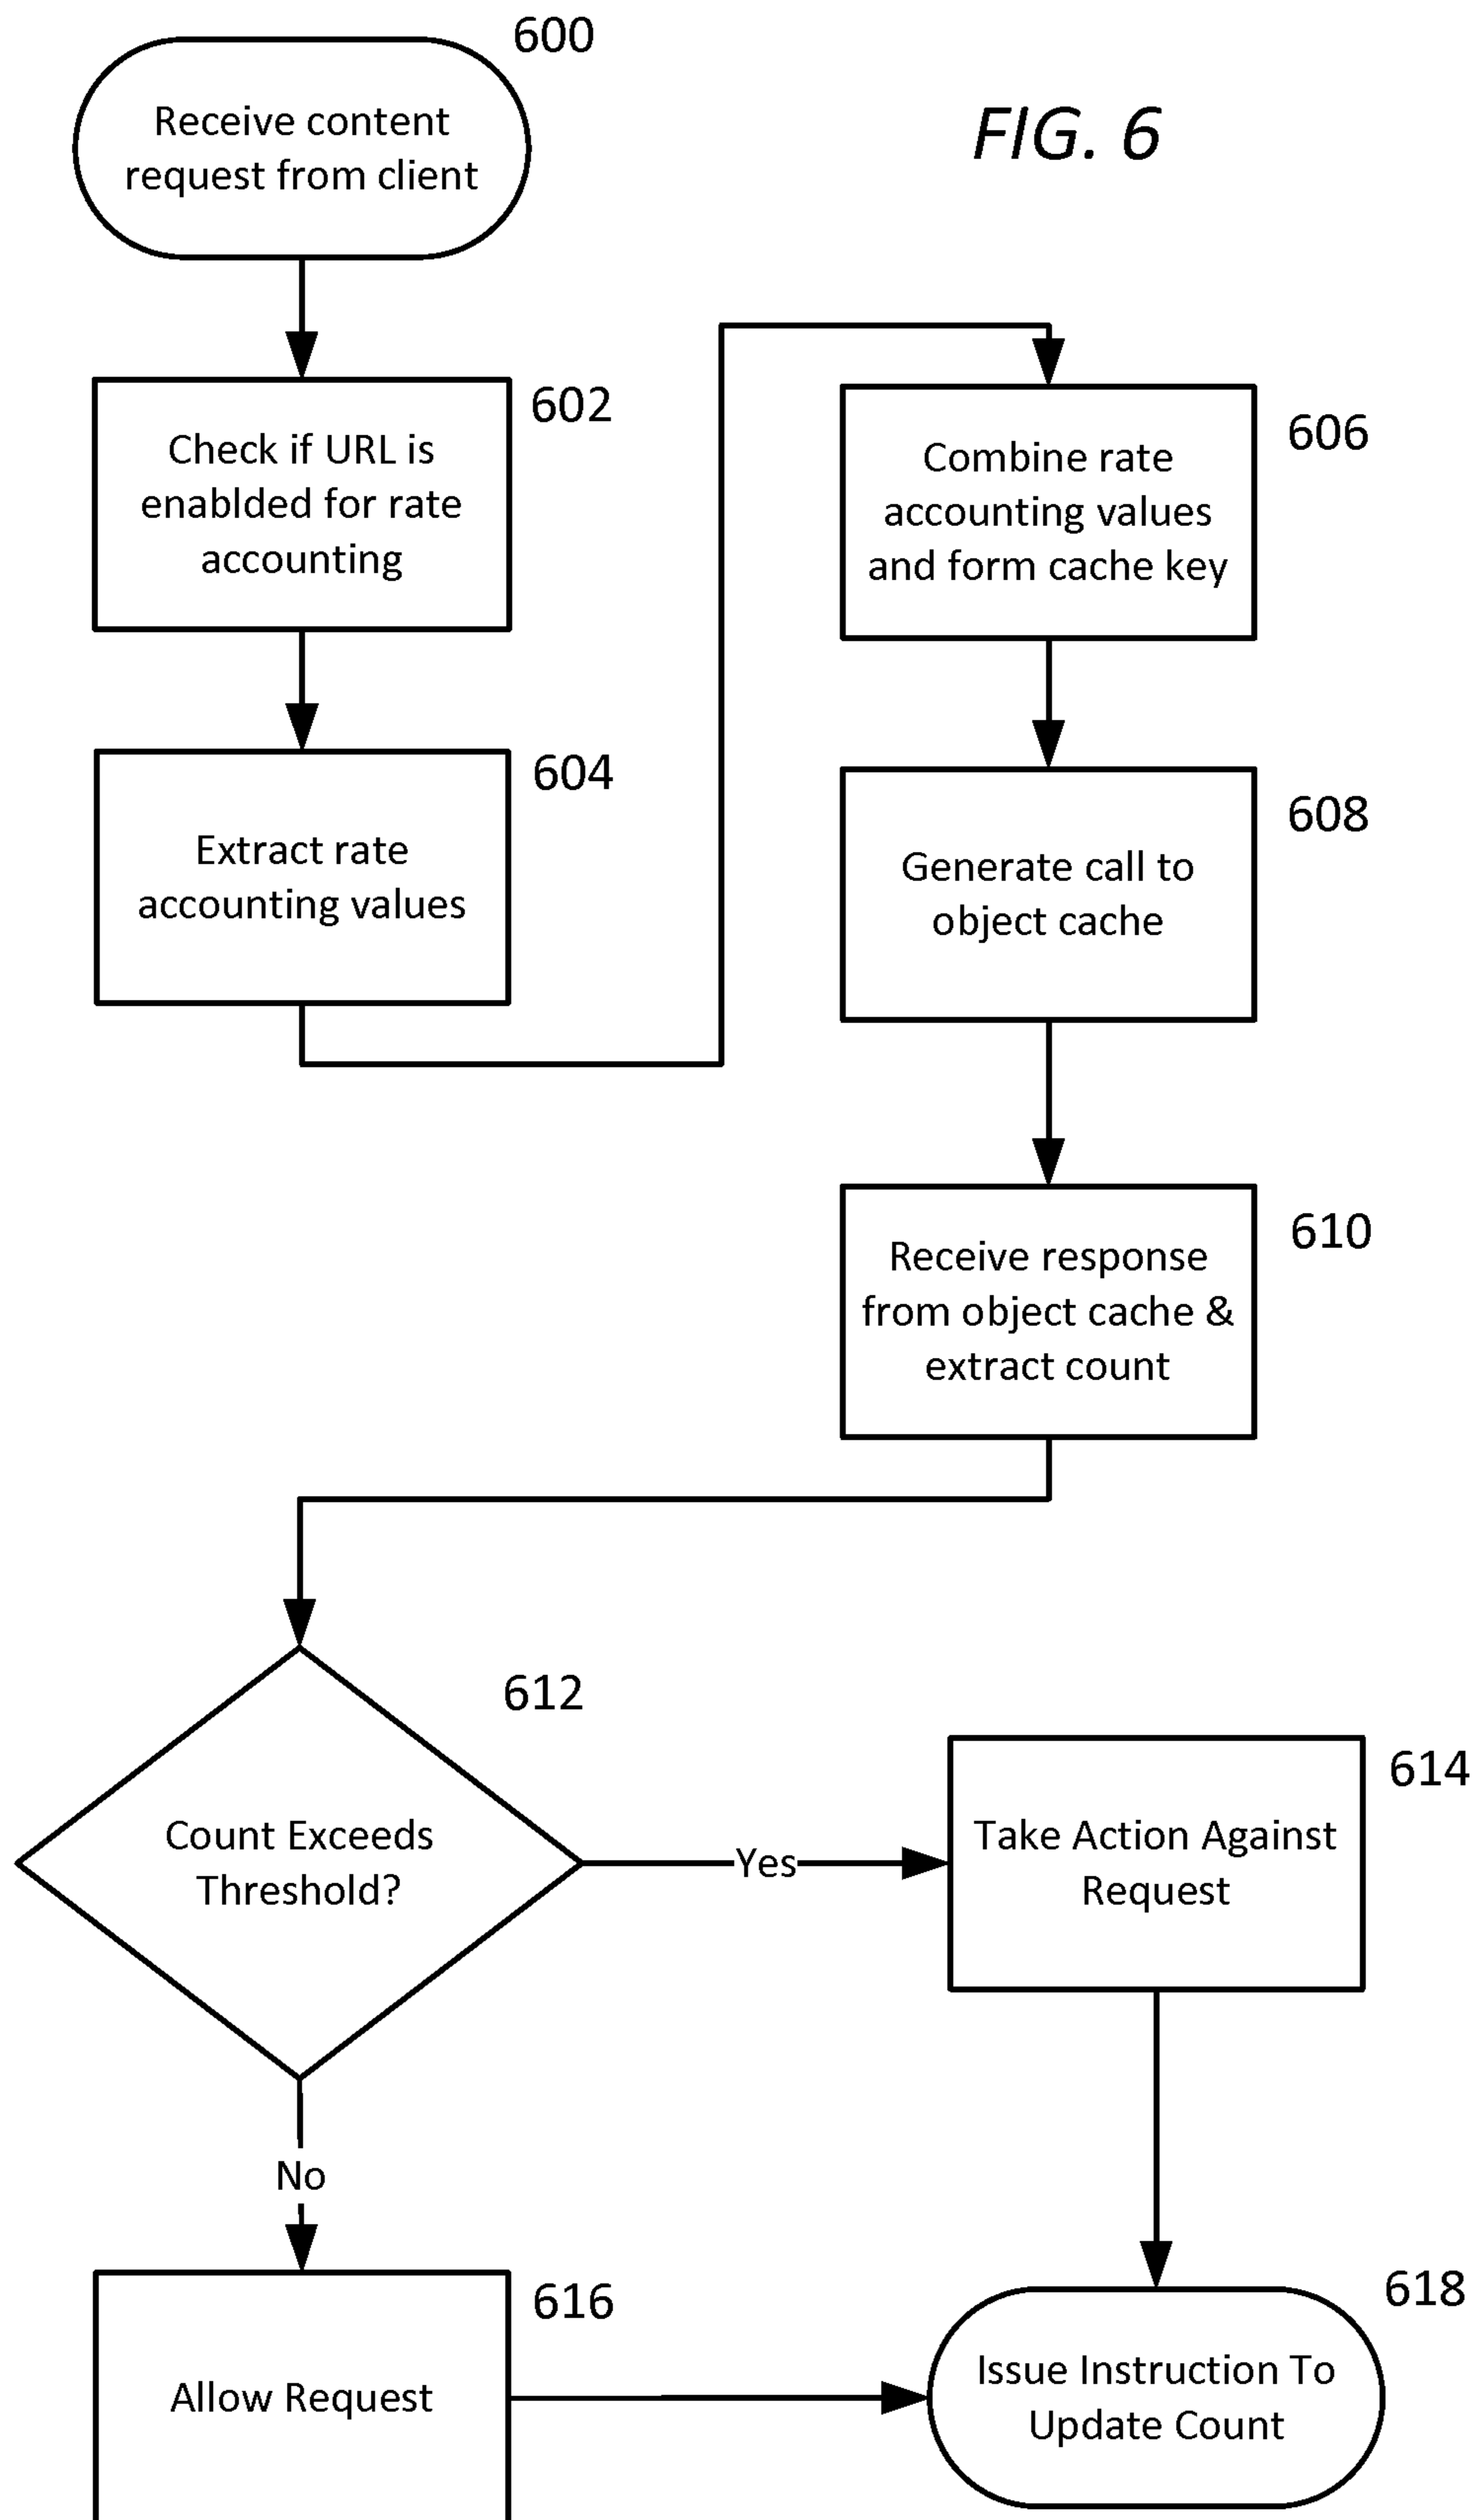 600
FIG. 6
Receive content
request from client
602
Check if URL is
enablded for rate
accounting
604
Extract rate
accounting values
606
Combine rate
accounting values
and form cache key
608
Generate call to
object cache
610
Receive response
from object cache &
extract count
612
Count Exceeds
Threshold?
Yes
614
Take Action Against
Request
No
616
Allow Request
618
Issue Instruction To
Update Count